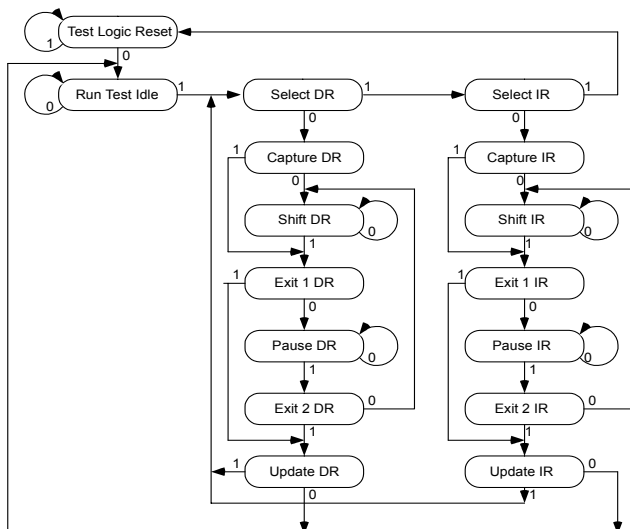 Test Logic Reset
1
0
Run Test Idle
0
1
Select DR
1
Select IR
1
0
0
1
Capture DR
1
Capture IR
0
0
Shift DR
0
Shift IR
0
1
1
1
Exit 1 DR
1
Exit 1 IR
0
0
Pause DR
0
Pause IR
0
1
1
Exit 2 DR
0
Exit 2 IR
0
1
1
1
Update DR
Update IR
0
0
1